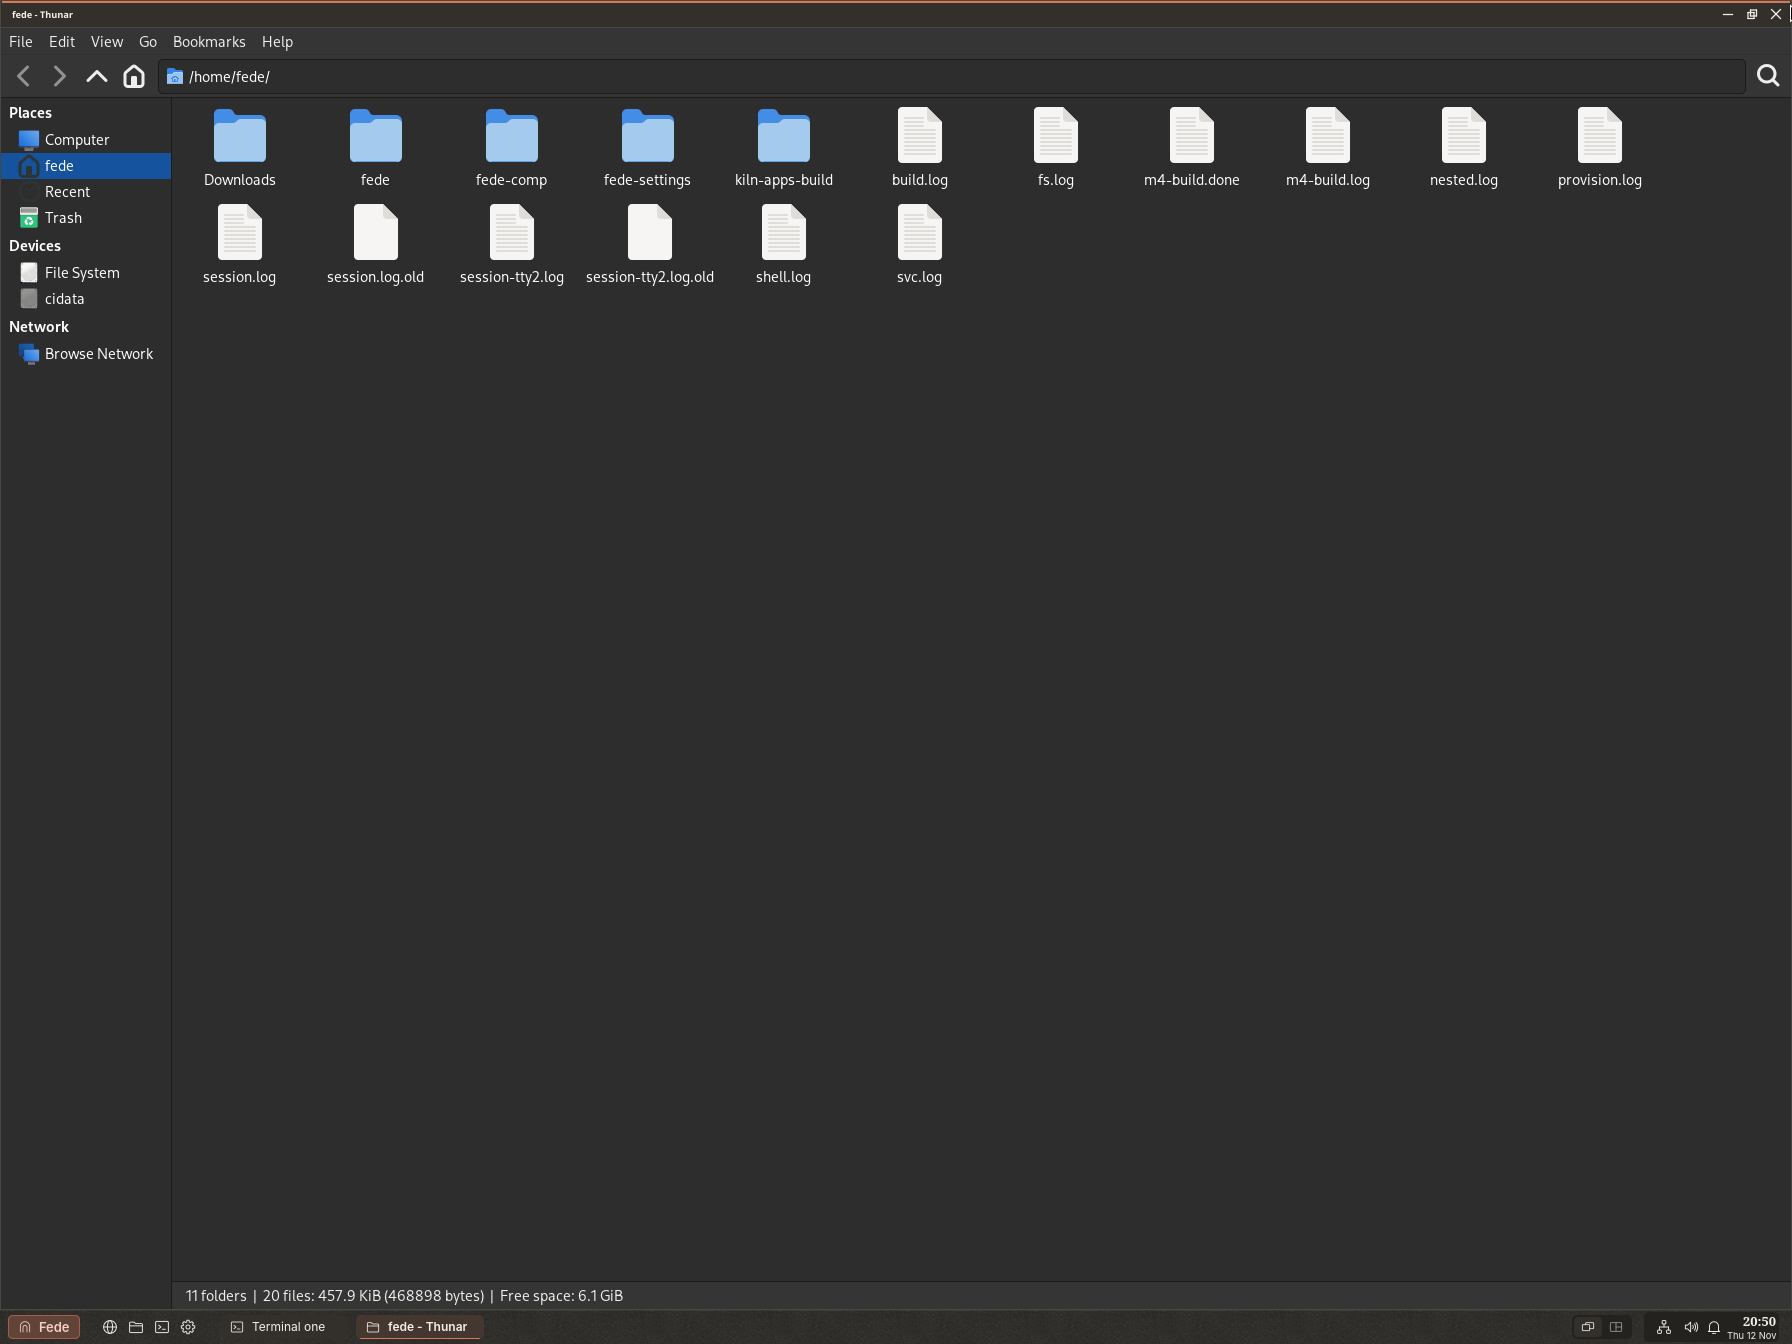 fede - Thunar
File Edit View Go Bookmarks Help
/home/fede/
Places
Computer
fede
Recent
Trash
Devices
File System
cidata
Network
Browse Network
Downloads fede fede-comp fede-settings kiln-apps-build build.log fs.log m4-build.done m4-build.log nested.log provision.log
session.log session.log.old session-tty2.log session-tty2.log.old shell.log svc.log
11 folders | 20 files: 457.9 KiB (468898 bytes) | Free space: 6.1 GiB
Fede Terminal one fede - Thunar 20:50
Thu 12 Nov